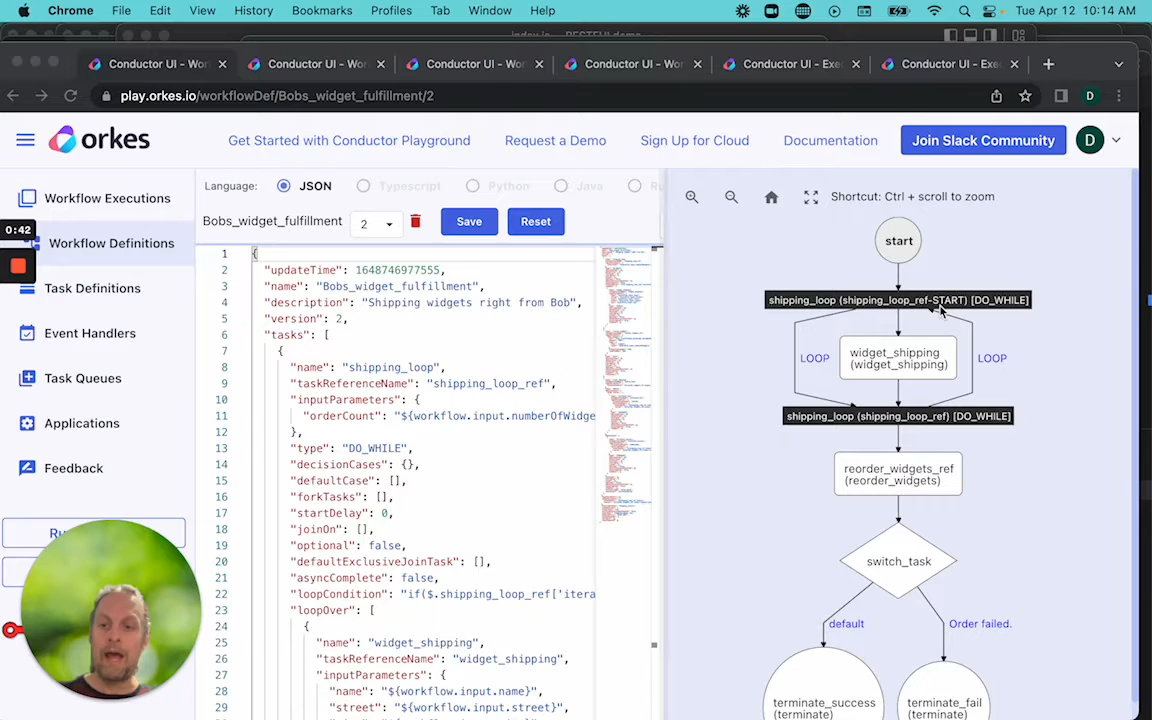 Chrome File Edit View History Bookmarks Profiles Tab Window Help Tue Apr 12 10:14 AM
Conductor UI - Wor Conductor UI - Wor Conductor UI - Wor Conductor UI - Wor Conductor UI - Exe Conductor UI - Exe
play.orkes.io/workflowDef/Bobs_widget_fulfillment/2 D
orkes Get Started with Conductor Playground Request a Demo Sign Up for Cloud Documentation Join Slack Community D
Workflow Executions
0:42
Workflow Definitions
Task Definitions
Event Handlers
Task Queues
Applications
Feedback
Language: JSON Typescript Python Java Ru
Bobs_widget_fulfillment 2 Save Reset
1 {
2 "updateTime": 1648746977555,
3 "name": "Bobs_widget_fulfillment",
4 "description": "Shipping widgets right from Bob",
5 "version": 2,
6 "tasks": [
7 {
8 "name": "shipping_loop",
9 "taskReferenceName": "shipping_loop_ref",
10 "inputParameters": {
11 "orderCount": "${workflow.input.numberOfWidge
12 },
13 "type": "DO_WHILE",
14 "decisionCases": {},
15 "defaultCase": [],
16 "forkTasks": [],
17 "startDelay": 0,
18 "joinOn": [],
19 "optional": false,
20 "defaultExclusiveJoinTask": [],
21 "asyncComplete": false,
22 "loopCondition": "if($.shipping_loop_ref['itera
23 "loopOver": [
24 {
25 "name": "widget_shipping",
26 "taskReferenceName": "widget_shipping",
27 "inputParameters": {
28 "name": "${workflow.input.name}",
29 "street": "${workflow.input.street}",
Shortcut: Ctrl + scroll to zoom
start
shipping_loop (shipping_loop_ref-START) [DO_WHILE]
LOOP
widget_shipping
(widget_shipping)
LOOP
shipping_loop (shipping_loop_ref) [DO_WHILE]
reorder_widgets_ref
(reorder_widgets)
switch_task
default
Order failed.
terminate_success
(terminate)
terminate_fail
(terminate)